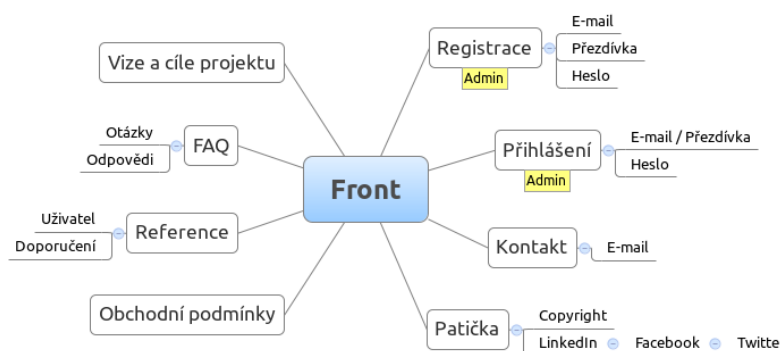 Vize a cíle projektu
Otázky
Odpovědi
FAQ
Uživatel
Doporučení
Reference
Obchodní podmínky
Front
Registrace
Admin
E-mail
Přezdívka
Heslo
Přihlášení
Admin
E-mail / Přezdívka
Heslo
Kontakt
E-mail
Patička
Copyright
LinkedIn Facebook Twitte